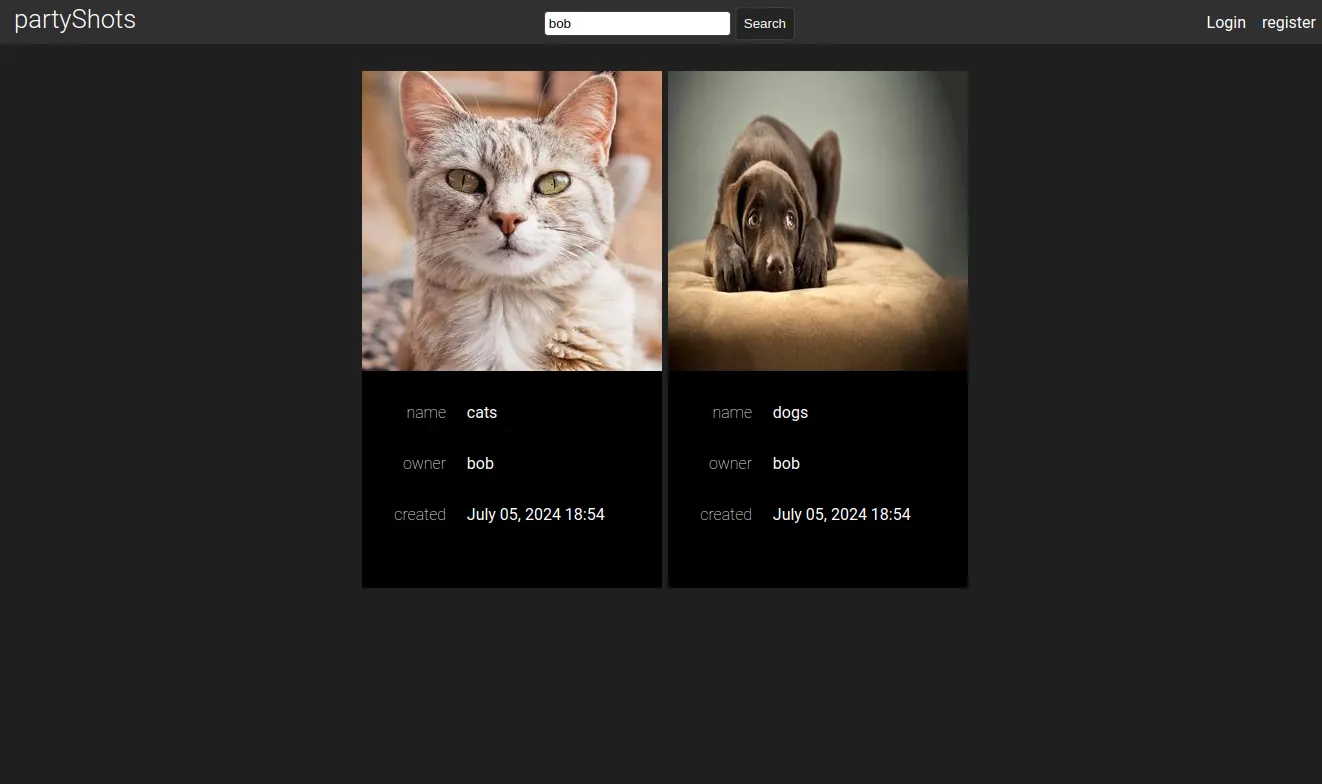 partyShots
bob
Search
Login
register
name cats
owner bob
created July 05, 2024 18:54
name dogs
owner bob
created July 05, 2024 18:54